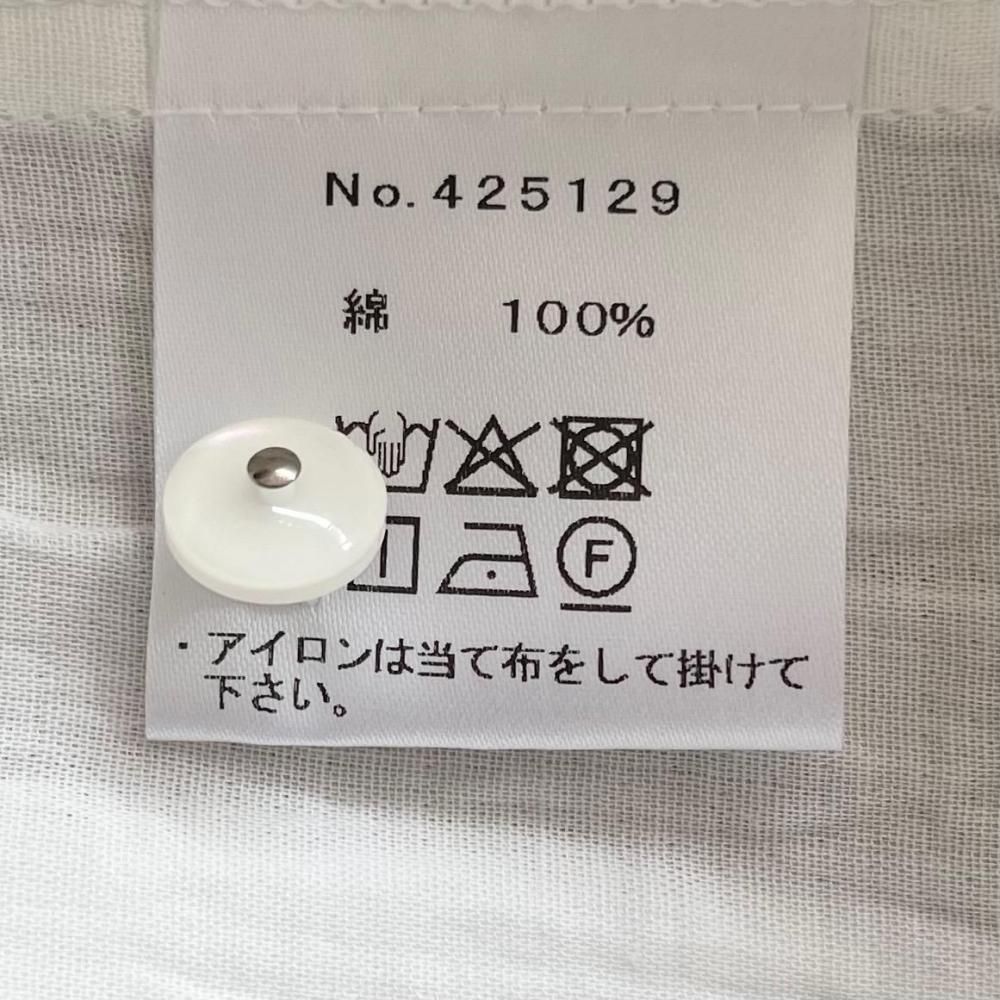 No.425129
綿 100%
F
・アイロンは当て布をして掛けて
下さい。